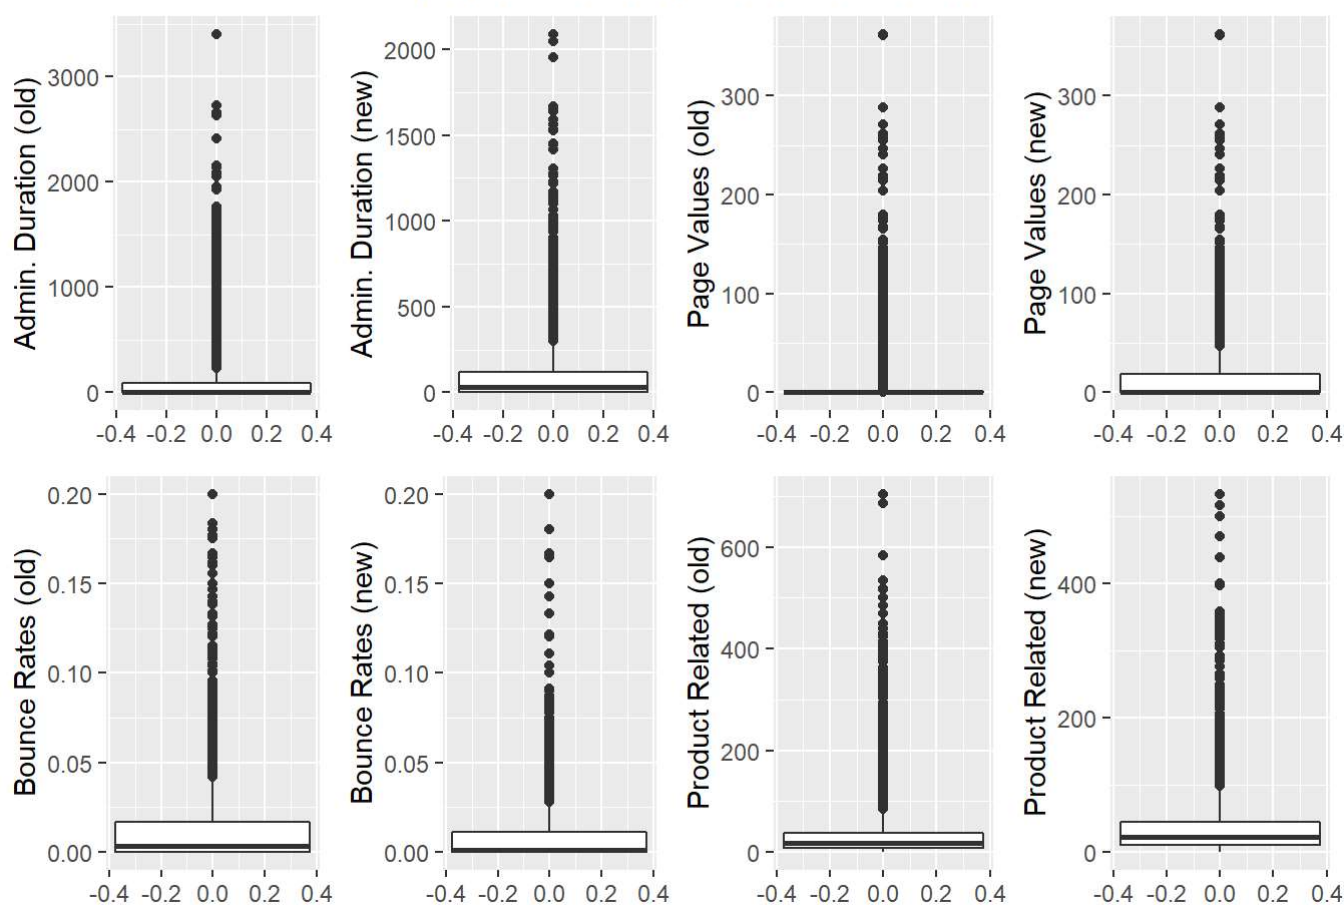 Admin. Duration (old)
3000
2000
1000
0
-0.4 -0.2 0.0 0.2 0.4
Admin. Duration (new)
2000
1500
1000
500
0
-0.4 -0.2 0.0 0.2 0.4
Page Values (old)
300
200
100
0
-0.4 -0.2 0.0 0.2 0.4
Page Values (new)
300
200
100
0
-0.4 -0.2 0.0 0.2 0.4
Bounce Rates (old)
0.20
0.15
0.10
0.05
0.00
-0.4 -0.2 0.0 0.2 0.4
Bounce Rates (new)
0.20
0.15
0.10
0.05
0.00
-0.4 -0.2 0.0 0.2 0.4
Product Related (old)
600
400
200
0
-0.4 -0.2 0.0 0.2 0.4
Product Related (new)
400
200
0
-0.4 -0.2 0.0 0.2 0.4